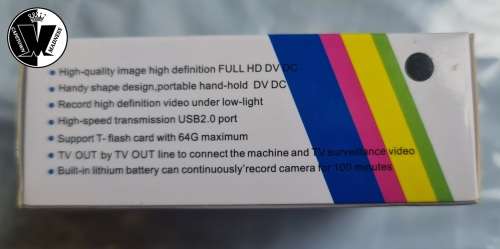 • High-quality image high definition FULL HD DV DC
• Handy shape design,portable hand-hold DV DC
• Record high definition video under low-light
• High-speed transmission USB2.0 port
• Support T- flash card with 64G maximum
• TV OUT by TV OUT line to connect the machine and TV surveillance video
• Built-in lithium battery can continuously'record camera for 100 minutes